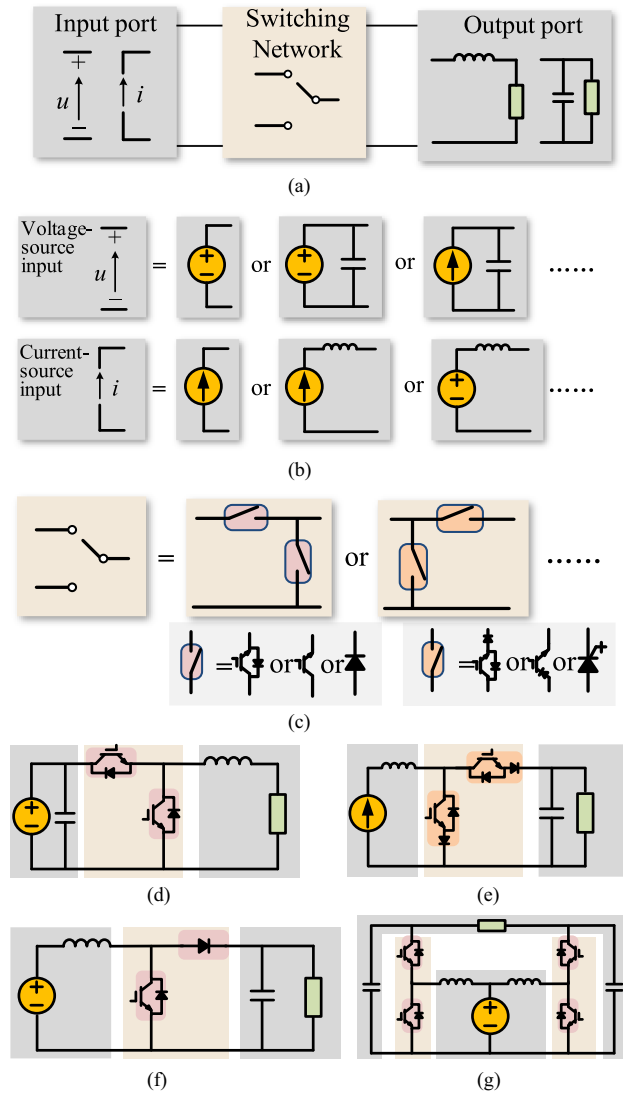 Input port
Switching
Network
Output port
+
u
−
i
(a)
Voltage-
source
input
+
u
−
=
+
−
or
+
−
or
......
Current-
source
input
i
=
or
or
+
−
......
(b)
=
or
......
=
or
or
=
or
or
+
(c)
+
−
(d)
(e)
+
−
(f)
+
−
(g)